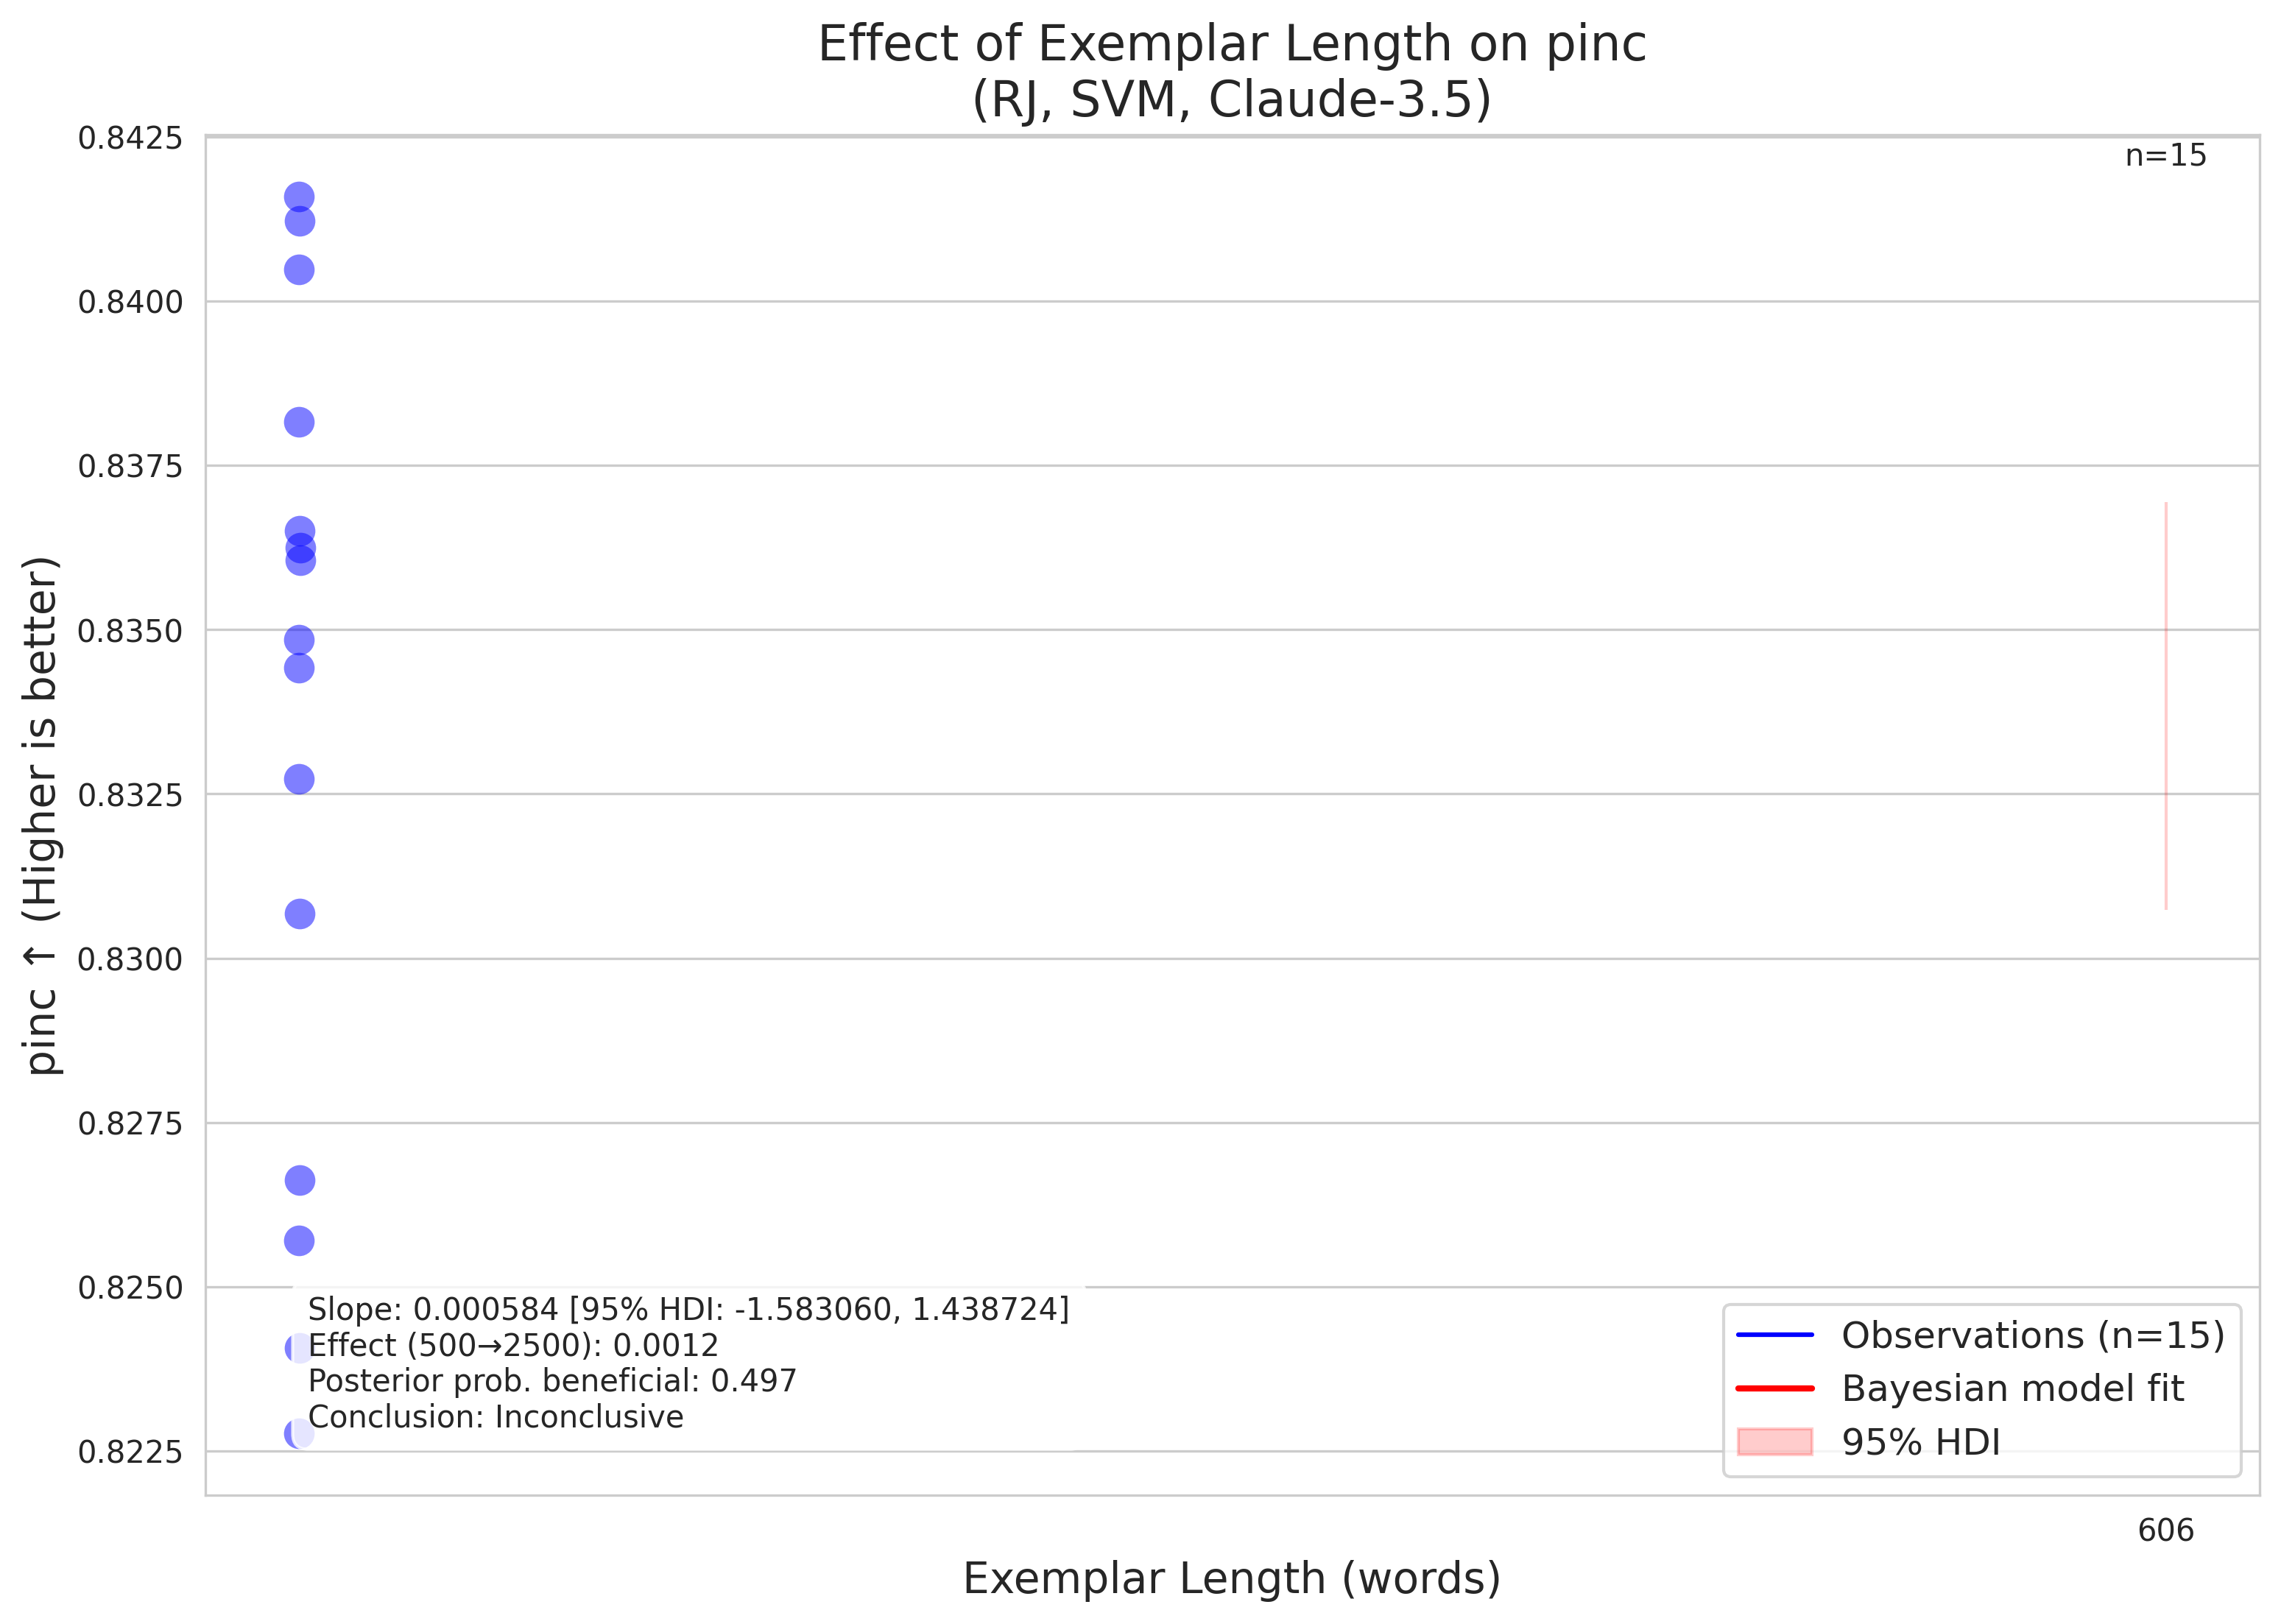 Effect of Exemplar Length on pinc
(RJ, SVM, Claude-3.5)
n=15
pinc ↑ (Higher is better)
0.8425
0.8400
0.8375
0.8350
0.8325
0.8300
0.8275
0.8250
0.8225
Slope: 0.000584 [95% HDI: -1.583060, 1.438724]
Effect (500→2500): 0.0012
Posterior prob. beneficial: 0.497
Conclusion: Inconclusive
Observations (n=15)
Bayesian model fit
95% HDI
606
Exemplar Length (words)